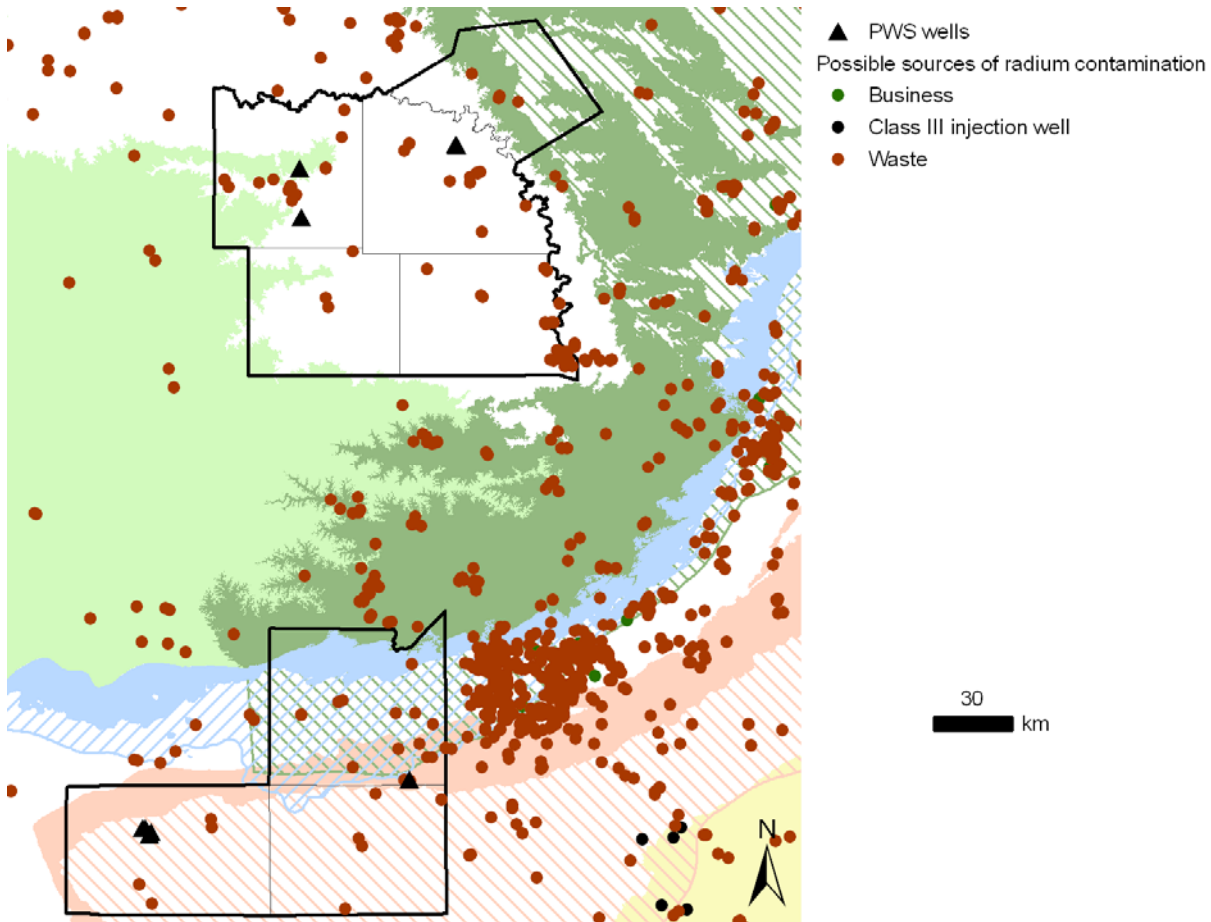 PWS wells
Possible sources of radium contamination
Business
Class III injection well
Waste
30
km
N